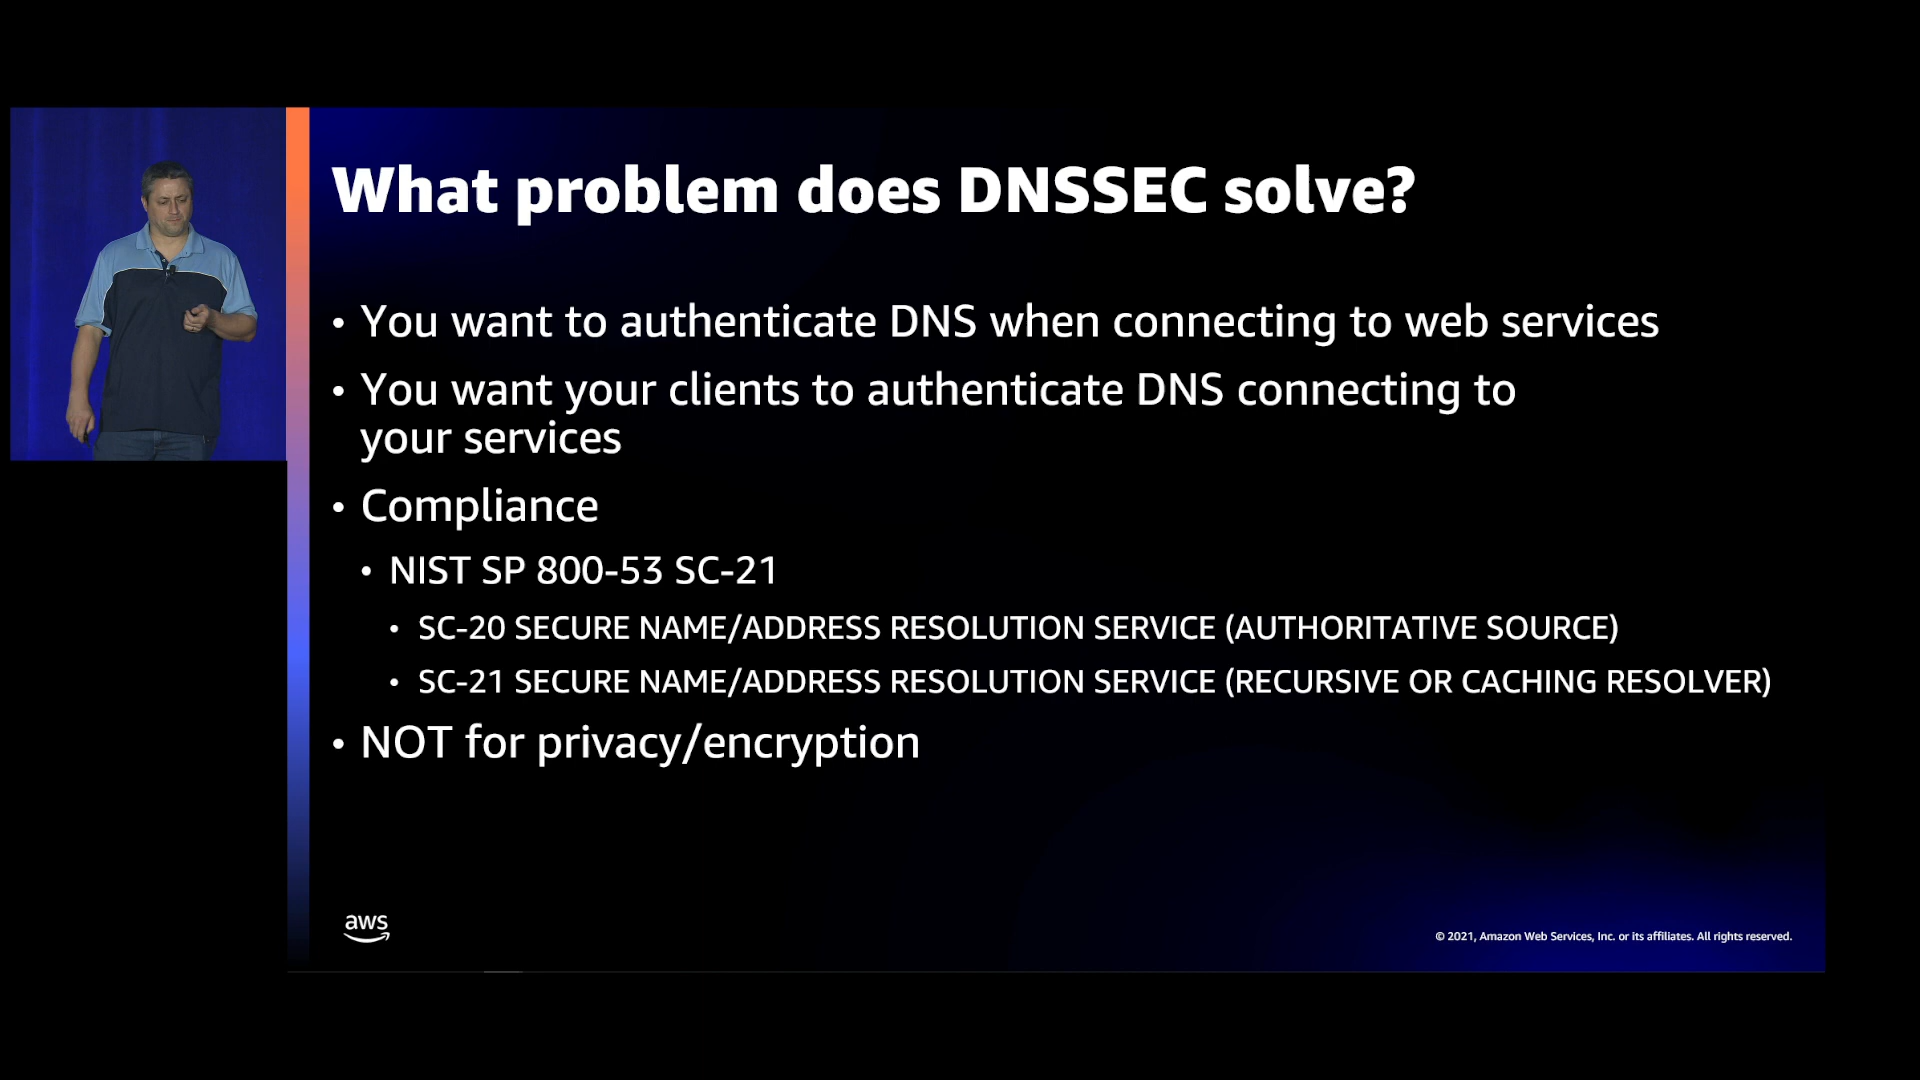 What problem does DNSSEC solve?
• You want to authenticate DNS when connecting to web services
• You want your clients to authenticate DNS connecting to
your services
• Compliance
• NIST SP 800-53 SC-21
• SC-20 SECURE NAME/ADDRESS RESOLUTION SERVICE (AUTHORITATIVE SOURCE)
• SC-21 SECURE NAME/ADDRESS RESOLUTION SERVICE (RECURSIVE OR CACHING RESOLVER)
• NOT for privacy/encryption
aws
© 2021, Amazon Web Services, Inc. or its affiliates. All rights reserved.